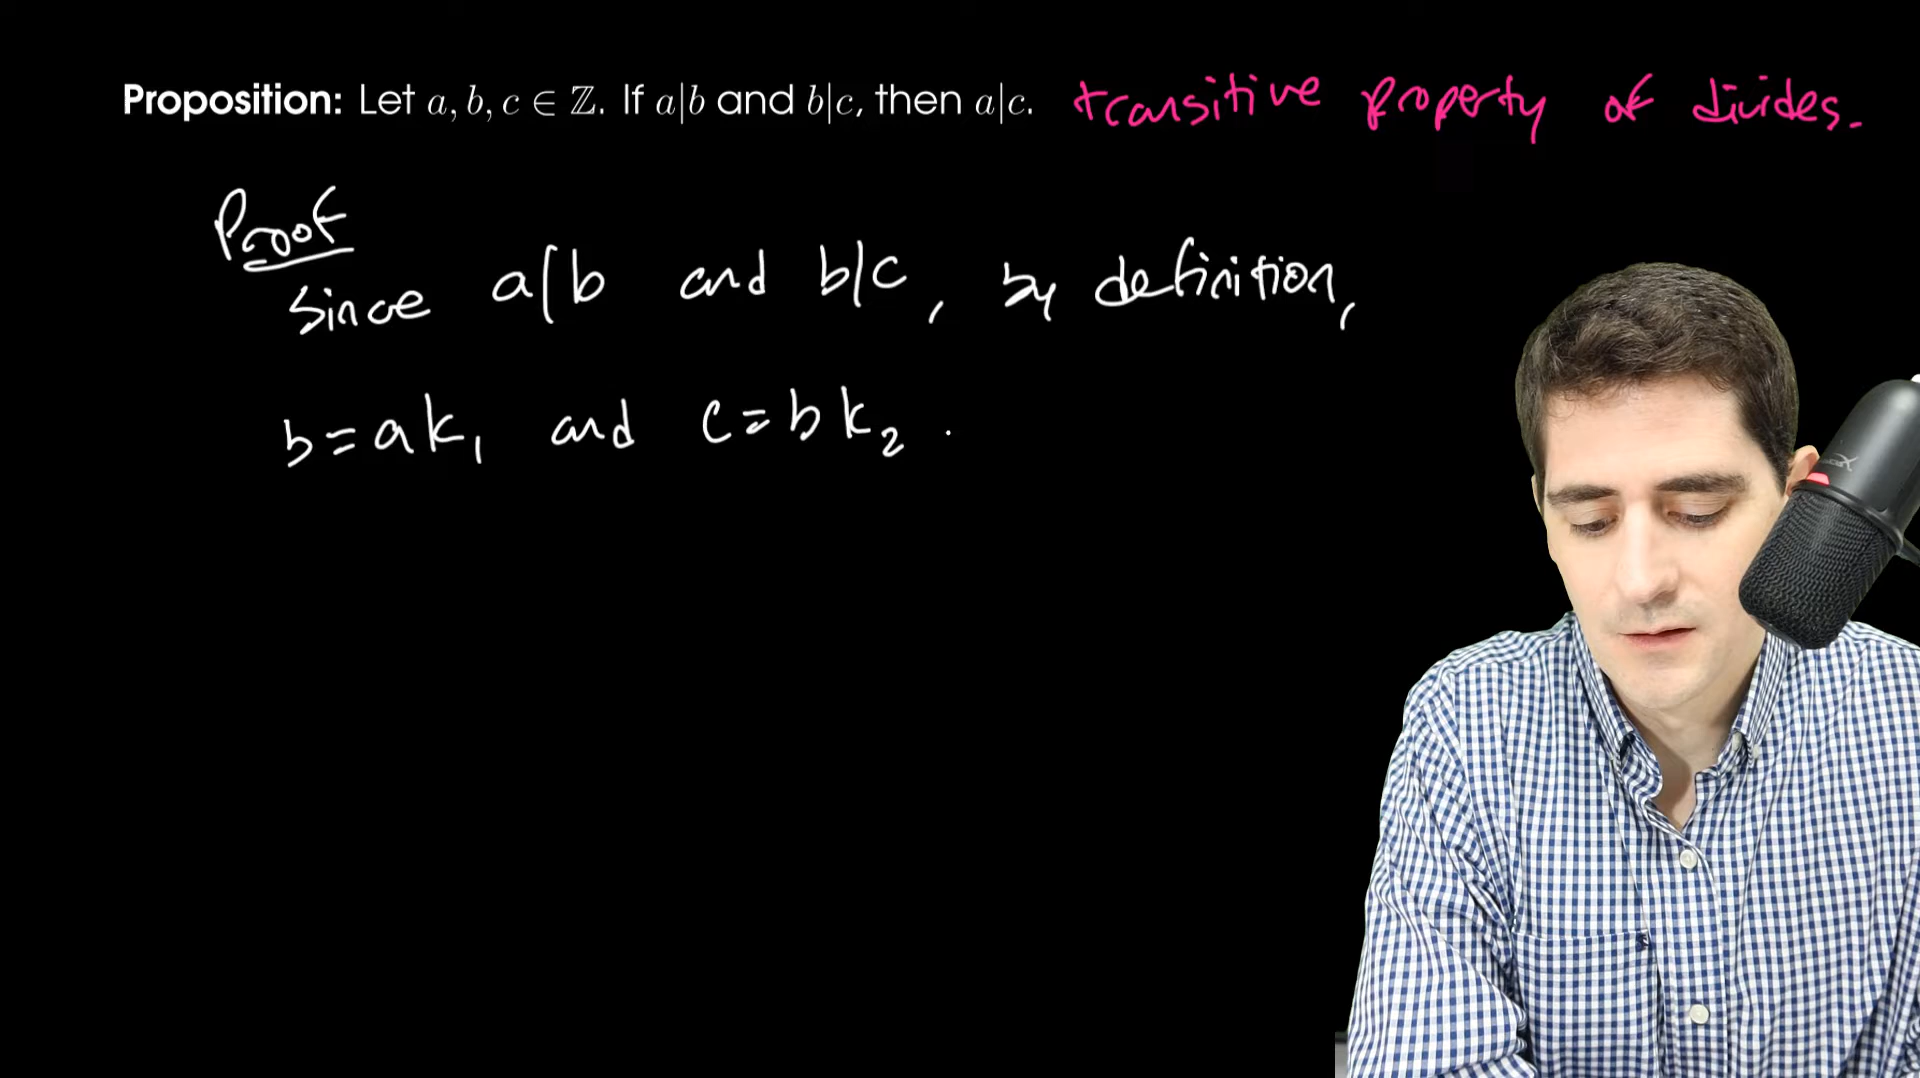 Proposition: Let a, b, c ∈ ℤ. If a|b and b|c, then a|c. transitive property of divides.
Proof
Since a|b and b|c, by definition,
b=ak₁ and c=bk₂.